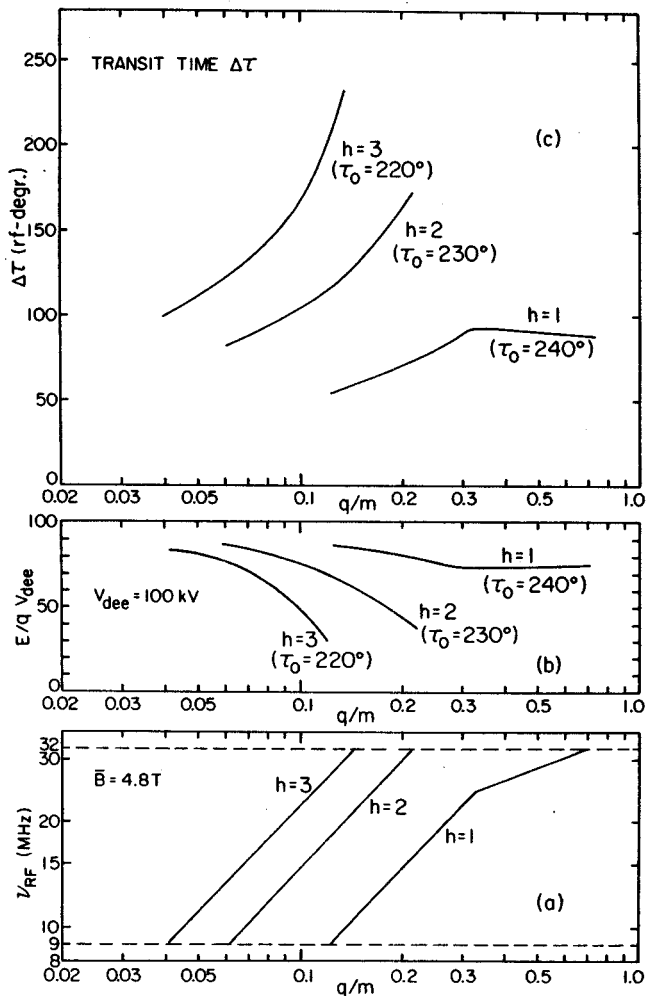 TRANSIT TIME Δτ
(c)
250
200
150
100
50
0
Δτ (rf-degr.)
h=3
(τ₀=220°)
h=2
(τ₀=230°)
h=1
(τ₀=240°)
0.02 0.03 0.05 0.1 0.2 0.3 0.5 1.0
q/m
100
50
0
E/q V_dee
V_dee = 100 kV
h=1
(τ₀=240°)
h=2
(τ₀=230°)
h=3
(τ₀=220°)
(b)
0.02 0.03 0.05 0.1 0.2 0.3 0.5 1.0
q/m
32
30
20
15
10
9
8
ν_RF (MHz)
B̄ = 4.8T
h=3
h=2
h=1
(a)
0.02 0.03 0.05 0.1 0.2 0.3 0.5 1.0
q/m